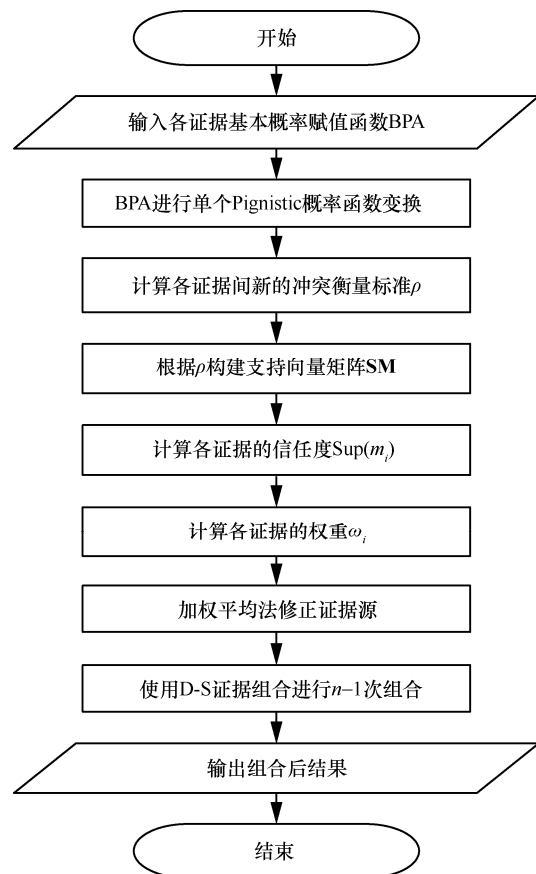 开始
输入各证据基本概率赋值函数BPA
BPA进行单个Pignistic概率函数变换
计算各证据间新的冲突衡量标准ρ
根据ρ构建支持向量矩阵SM
计算各证据的信任度Sup(mᵢ)
计算各证据的权重ωᵢ
加权平均法修正证据源
使用D-S证据组合进行n–1次组合
输出组合后结果
结束